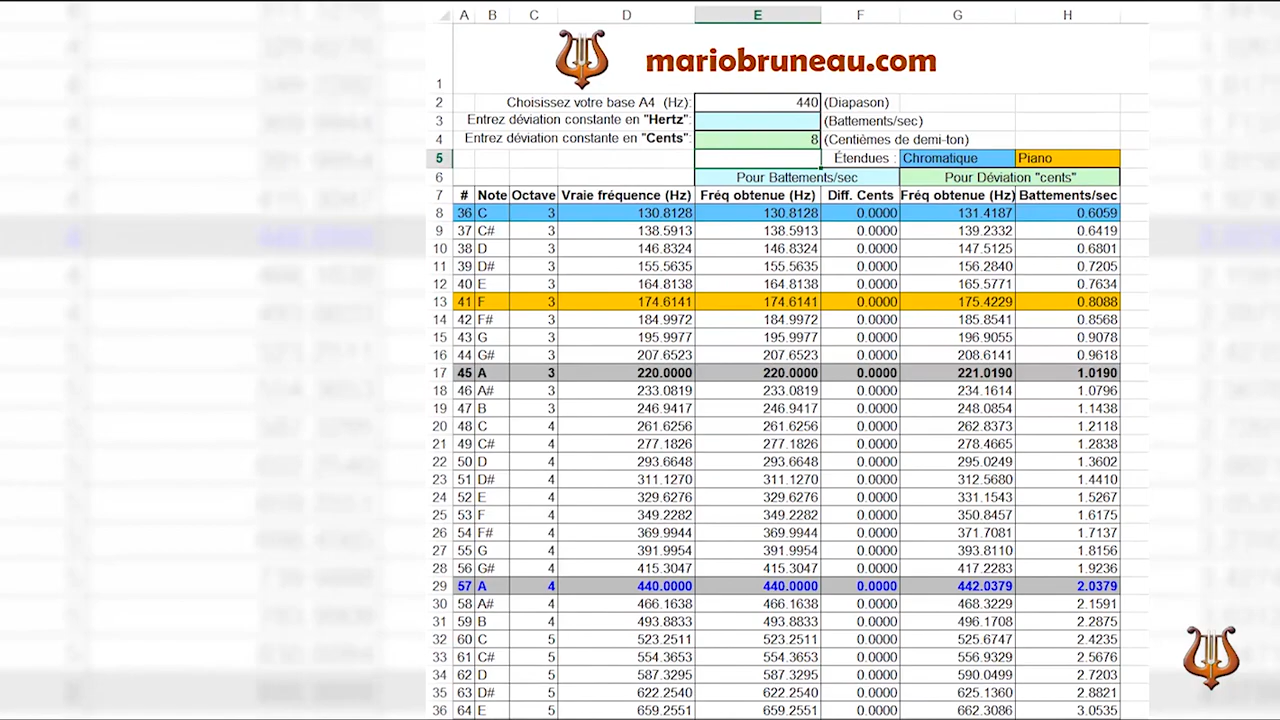 A B C D E F G H
1 mariobruneau.com
2 Choisissez votre base A4 (Hz): 440 (Diapason)
3 Entrez déviation constante en "Hertz": (Battements/sec)
4 Entrez déviation constante en "Cents": 8 (Centièmes de demi-ton)
5 Étendues : Chromatique Piano
6 Pour Battements/sec Pour Déviation "cents"
7 # Note Octave Vraie fréquence (Hz) Fréq obtenue (Hz) Diff. Cents Fréq obtenue (Hz) Battements/sec
8 36 C 3 130.8128 130.8128 0.0000 131.4187 0.6059
9 37 C# 3 138.5913 138.5913 0.0000 139.2332 0.6419
10 38 D 3 146.8324 146.8324 0.0000 147.5125 0.6801
11 39 D# 3 155.5635 155.5635 0.0000 156.2840 0.7205
12 40 E 3 164.8138 164.8138 0.0000 165.5771 0.7634
13 41 F 3 174.6141 174.6141 0.0000 175.4229 0.8088
14 42 F# 3 184.9972 184.9972 0.0000 185.8541 0.8568
15 43 G 3 195.9977 195.9977 0.0000 196.9055 0.9078
16 44 G# 3 207.6523 207.6523 0.0000 208.6141 0.9618
17 45 A 3 220.0000 220.0000 0.0000 221.0190 1.0190
18 46 A# 3 233.0819 233.0819 0.0000 234.1614 1.0796
19 47 B 3 246.9417 246.9417 0.0000 248.0854 1.1438
20 48 C 4 261.6256 261.6256 0.0000 262.8373 1.2118
21 49 C# 4 277.1826 277.1826 0.0000 278.4665 1.2838
22 50 D 4 293.6648 293.6648 0.0000 295.0249 1.3602
23 51 D# 4 311.1270 311.1270 0.0000 312.5680 1.4410
24 52 E 4 329.6276 329.6276 0.0000 331.1543 1.5267
25 53 F 4 349.2282 349.2282 0.0000 350.8457 1.6175
26 54 F# 4 369.9944 369.9944 0.0000 371.7081 1.7137
27 55 G 4 391.9954 391.9954 0.0000 393.8110 1.8156
28 56 G# 4 415.3047 415.3047 0.0000 417.2283 1.9236
29 57 A 4 440.0000 440.0000 0.0000 442.0379 2.0379
30 58 A# 4 466.1638 466.1638 0.0000 468.3229 2.1591
31 59 B 4 493.8833 493.8833 0.0000 496.1708 2.2875
32 60 C 5 523.2511 523.2511 0.0000 525.6747 2.4235
33 61 C# 5 554.3653 554.3653 0.0000 556.9329 2.5676
34 62 D 5 587.3295 587.3295 0.0000 590.0499 2.7203
35 63 D# 5 622.2540 622.2540 0.0000 625.1360 2.8821
36 64 E 5 659.2551 659.2551 0.0000 662.3086 3.0535